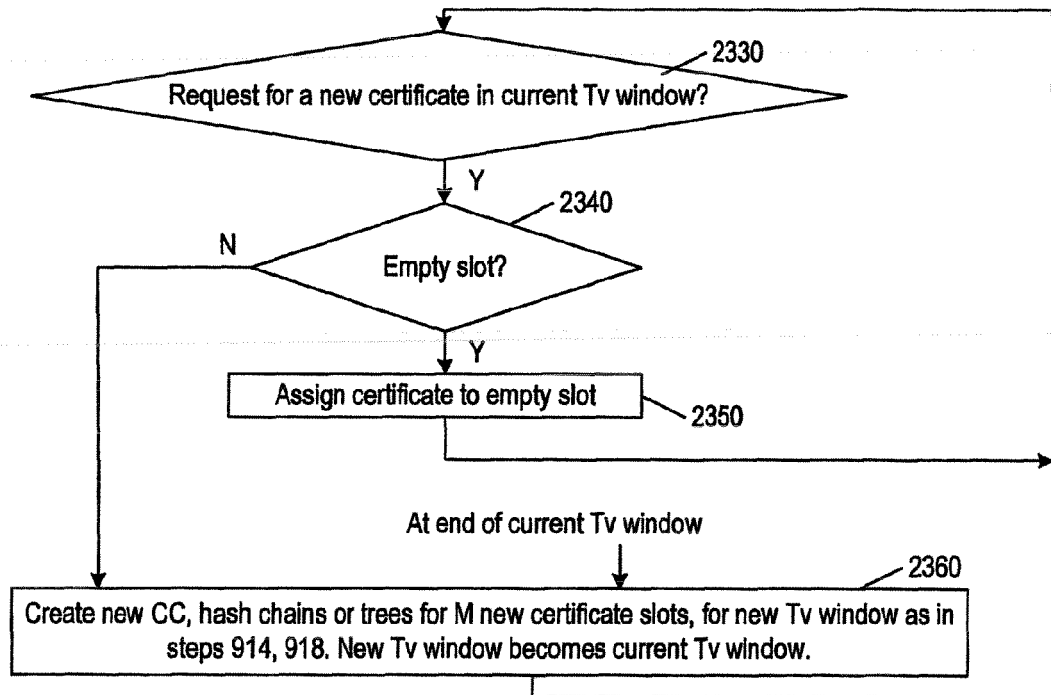 2330
Request for a new certificate in current Tv window?
Y
2340
N
Empty slot?
Y
Assign certificate to empty slot
2350
At end of current Tv window
2360
Create new CC, hash chains or trees for M new certificate slots, for new Tv window as in
steps 914, 918. New Tv window becomes current Tv window.